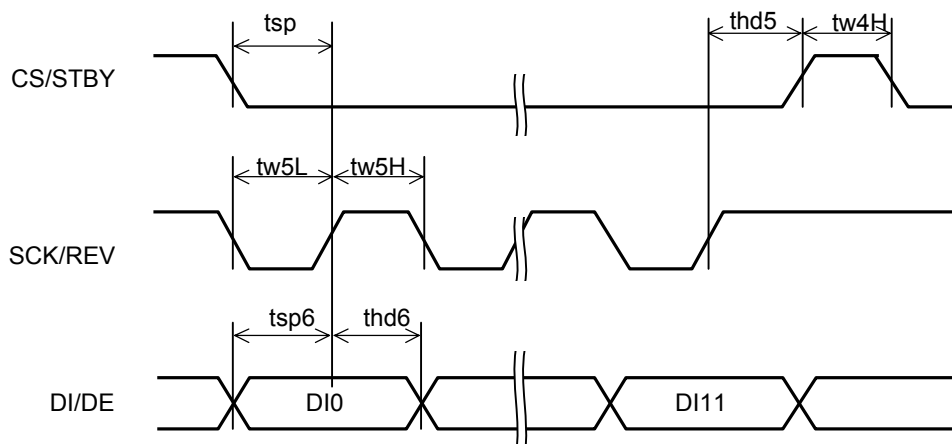 tsp thd5 tw4H
CS/STBY
tw5L tw5H
SCK/REV
tsp6 thd6
DI/DE DI0 DI11